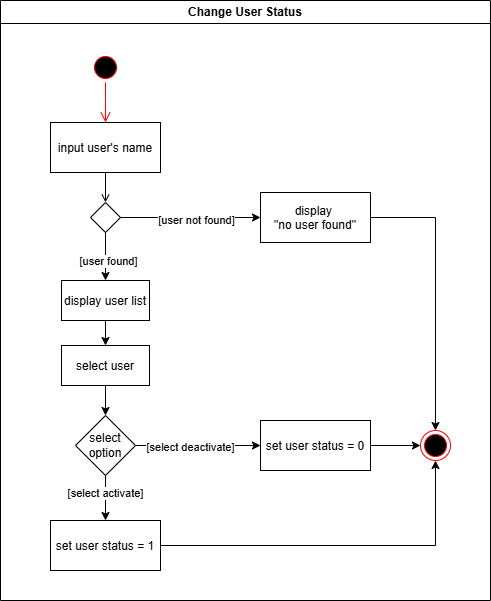 Change User Status
input user's name
[user not found]
display
"no user found"
[user found]
display user list
select user
select
option
[select deactivate]
set user status = 0
[select activate]
set user status = 1